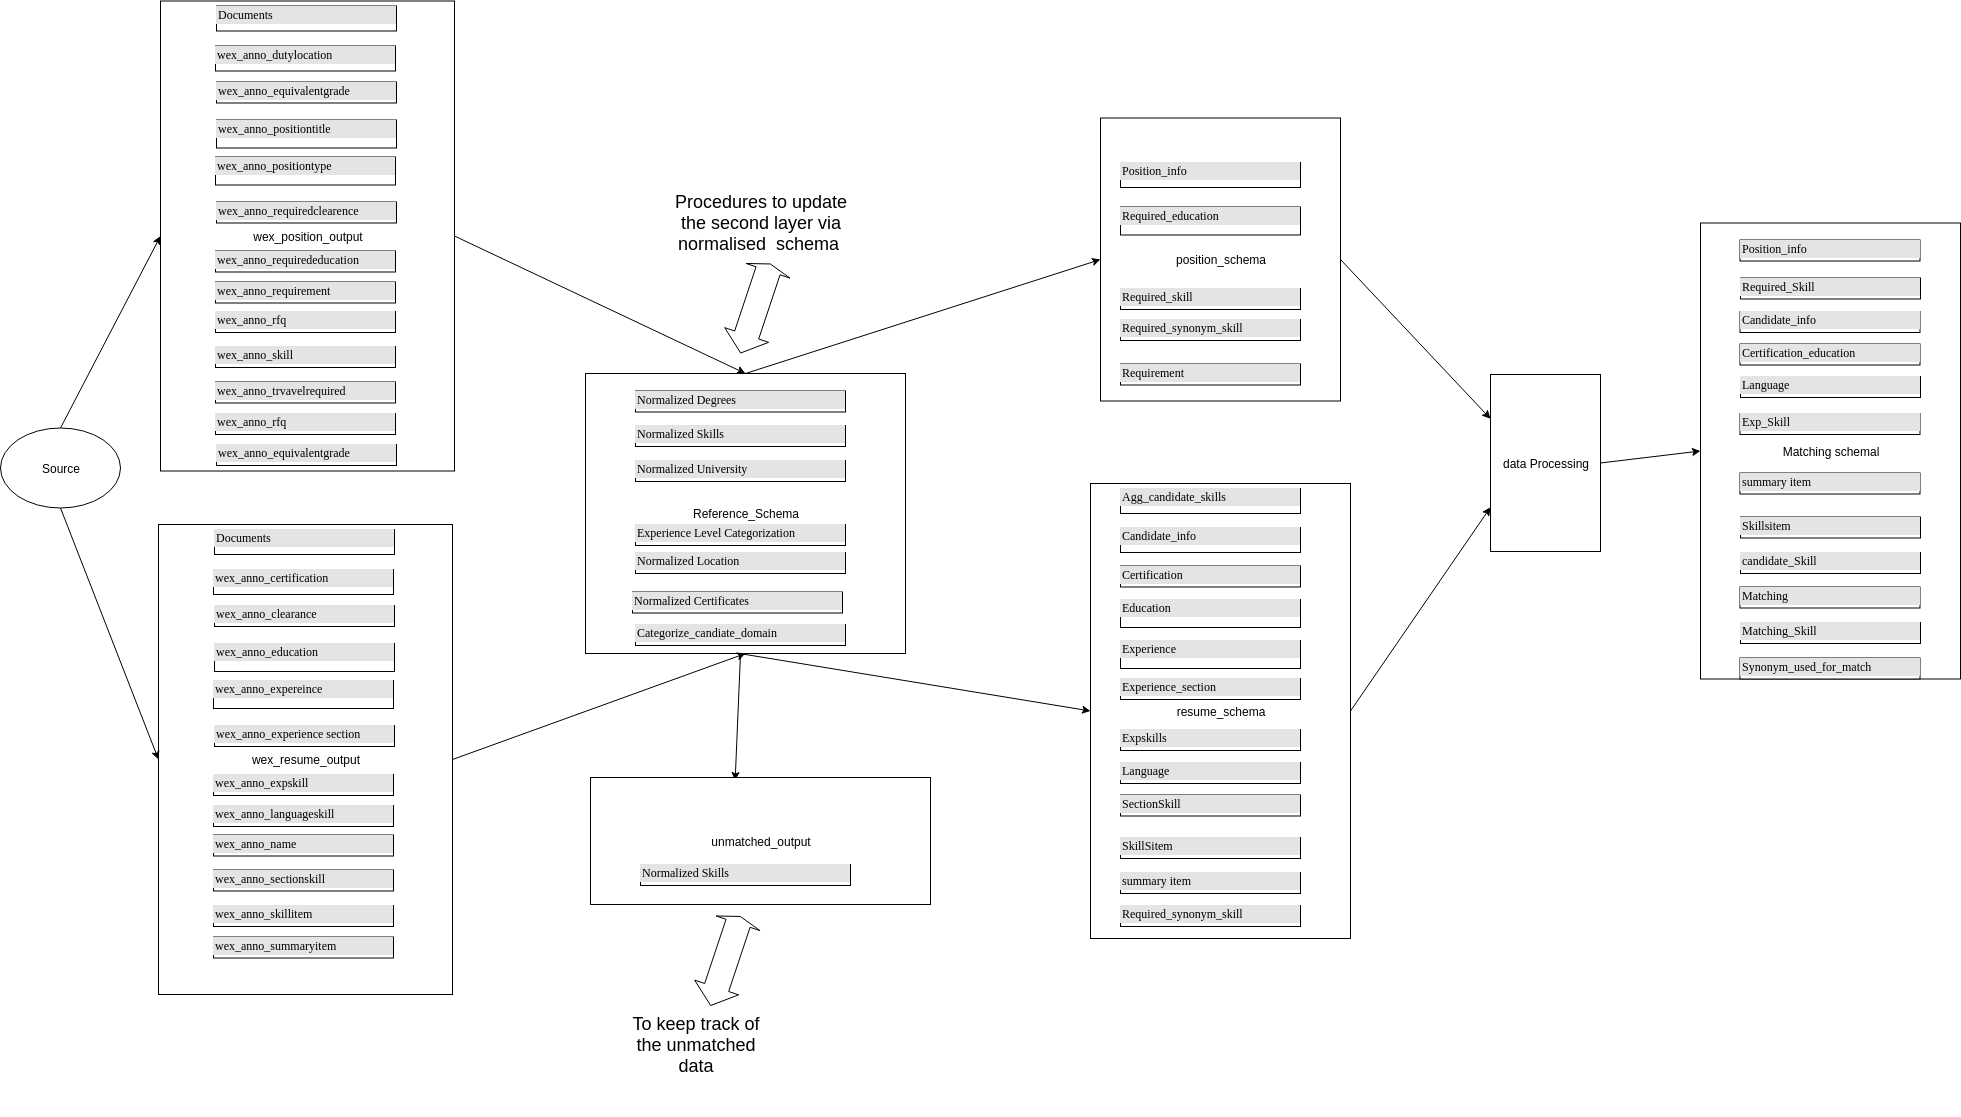 Source
Documents
wex_anno_dutylocation
wex_anno_equivalentgrade
wex_anno_positiontitle
wex_anno_positiontype
wex_anno_requiredclearence
wex_position_output
wex_anno_requirededucation
wex_anno_requirement
wex_anno_rfq
wex_anno_skill
wex_anno_trvavelrequired
wex_anno_rfq
wex_anno_equivalentgrade
Documents
wex_anno_certification
wex_anno_clearance
wex_anno_education
wex_anno_expereince
wex_anno_experience section
wex_resume_output
wex_anno_expskill
wex_anno_languageskill
wex_anno_name
wex_anno_sectionskill
wex_anno_skillitem
wex_anno_summaryitem
Procedures to update
the second layer via
normalised  schema
Normalized Degrees
Normalized Skills
Normalized University
Reference_Schema
Experience Level Categorization
Normalized Location
Normalized Certificates
Categorize_candiate_domain
unmatched_output
Normalized Skills
To keep track of
the unmatched
data
Position_info
Required_education
position_schema
Required_skill
Required_synonym_skill
Requirement
Agg_candidate_skills
Candidate_info
Certification
Education
Experience
Experience_section
resume_schema
Expskills
Language
SectionSkill
SkillSitem
summary item
Required_synonym_skill
data Processing
Position_info
Required_Skill
Candidate_info
Certification_education
Language
Exp_Skill
Matching schemal
summary item
Skillsitem
candidate_Skill
Matching
Matching_Skill
Synonym_used_for_match